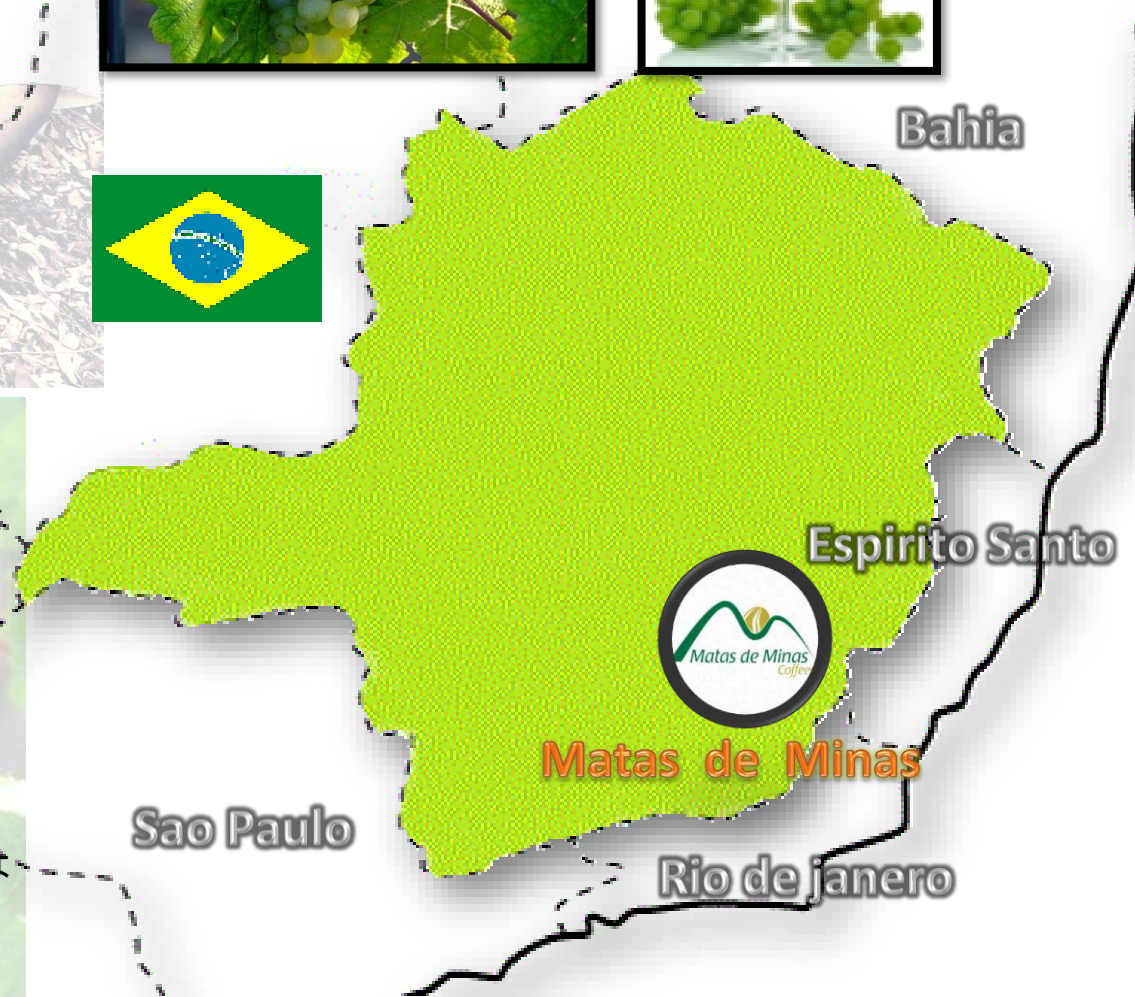 Bahia
Espirito Santo
Matas de Minas
Coffee
Matas de Minas
Sao Paulo
Rio de janero